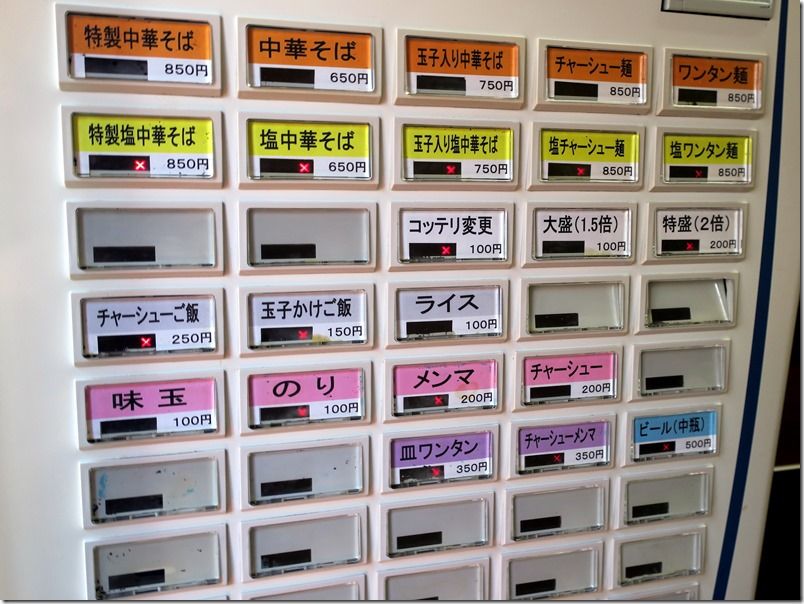 特製中華そば 850円
中華そば 650円
玉子入り中華そば 750円
チャーシュー麺 850円
ワンタン麺 850円
特製塩中華そば 850円
塩中華そば 650円
玉子入り塩中華そば 750円
塩チャーシュー麺 850円
塩ワンタン麺 850円
コッテリ変更 100円
大盛(1.5倍) 100円
特盛(2倍) 200円
チャーシューご飯 250円
玉子かけご飯 150円
ライス 100円
味玉 100円
のり 100円
メンマ 200円
チャーシュー 200円
皿ワンタン 350円
チャーシューメンマ 350円
ビール(中瓶) 500円